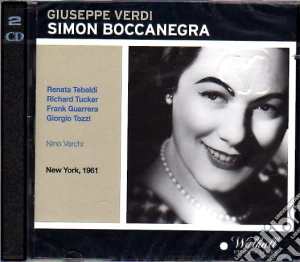 2
CD
GIUSEPPE VERDI
SIMON BOCCANEGRA
Renata Tebaldi
Richard Tucker
Frank Guarrera
Giorgio Tozzi
Nino Verchi
New York, 1961
Walhall